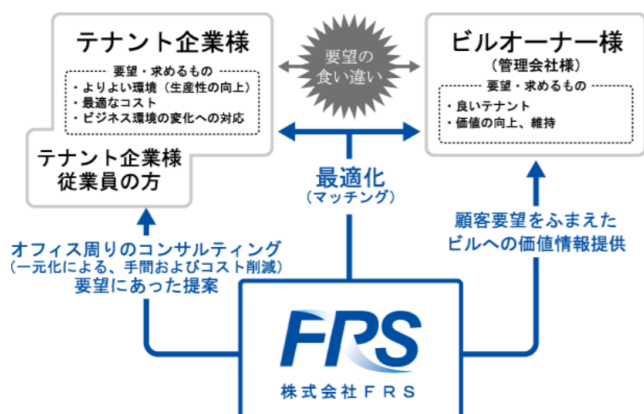 テナント企業様
要望・求めるもの
・よりよい環境（生産性の向上）
・最適なコスト
・ビジネス環境の変化への対応
テナント企業様
従業員の方
要望の
食い違い
ビルオーナー様
（管理会社様）
要望・求めるもの
・良いテナント
・価値の向上、維持
最適化
（マッチング）
オフィス周りのコンサルティング
（一元化による、手間およびコスト削減）
要望にあった提案
顧客要望をふまえた
ビルへの価値情報提供
FRS
株式会社ＦＲＳ